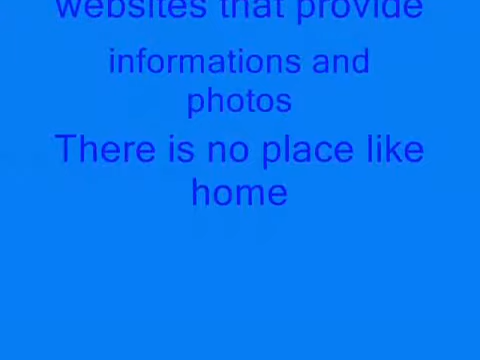 websites that provide
informations and
photos
There is no place like
home